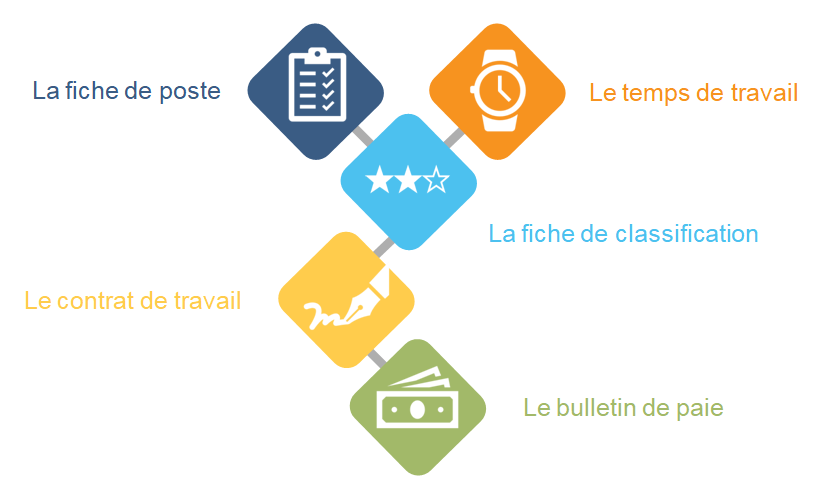 La fiche de poste
Le temps de travail
La fiche de classification
Le contrat de travail
Le bulletin de paie